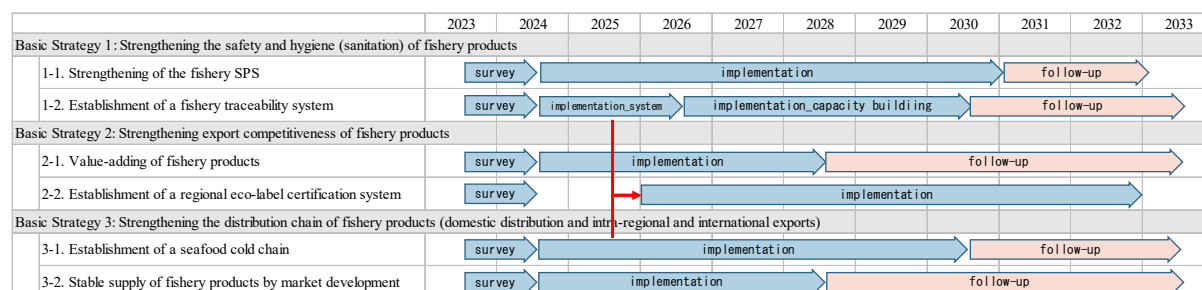 2023 2024 2025 2026 2027 2028 2029 2030 2031 2032 2033
Basic Strategy 1: Strengthening the safety and hygiene (sanitation) of fishery products
1-1. Strengthening of the fishery SPS survey implementation follow-up
1-2. Establishment of a fishery traceability system survey implementation_system implementation_capacity buildiing follow-up
Basic Strategy 2: Strengthening export competitiveness of fishery products
2-1. Value-adding of fishery products survey implementation follow-up
2-2. Establishment of a regional eco-label certification system survey implementation
Basic Strategy 3: Strengthening the distribution chain of fishery products (domestic distribution and intra-regional and international exports)
3-1. Establishment of a seafood cold chain survey implementation follow-up
3-2. Stable supply of fishery products by market development survey implementation follow-up